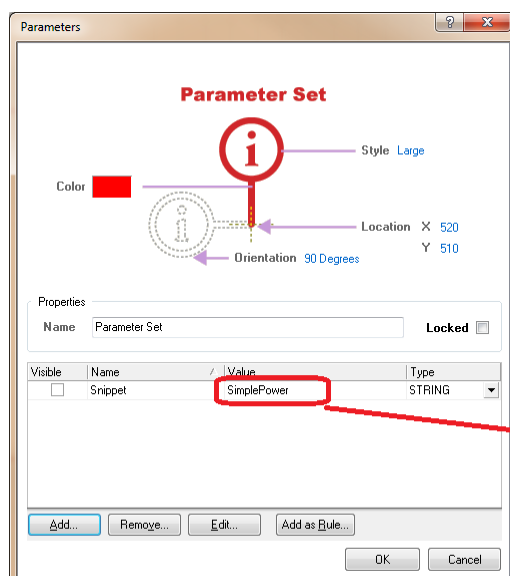 Parameters
Parameter Set
Style Large
Color
Location X 520
Y 510
Orientation 90 Degrees
Properties
Name Parameter Set Locked
Visible Name Value Type
Snippet SimplePower STRING
Add... Remove... Edit... Add as Rule...
OK Cancel